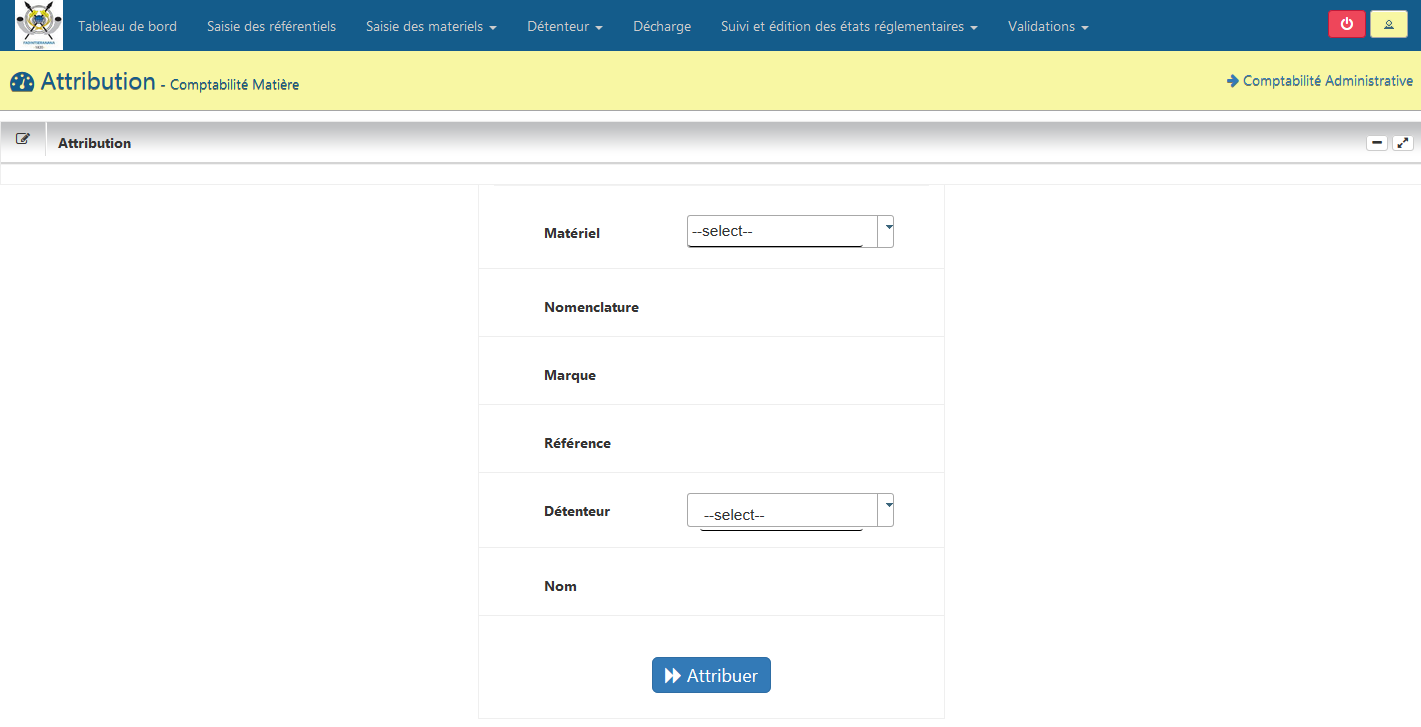 Tableau de bord Saisie des référentiels Saisie des materiels Détenteur Décharge Suivi et édition des états réglementaires Validations
Attribution - Comptabilité Matière Comptabilité Administrative
Attribution
Matériel --select--
Nomenclature
Marque
Référence
Détenteur --select--
Nom
Attribuer